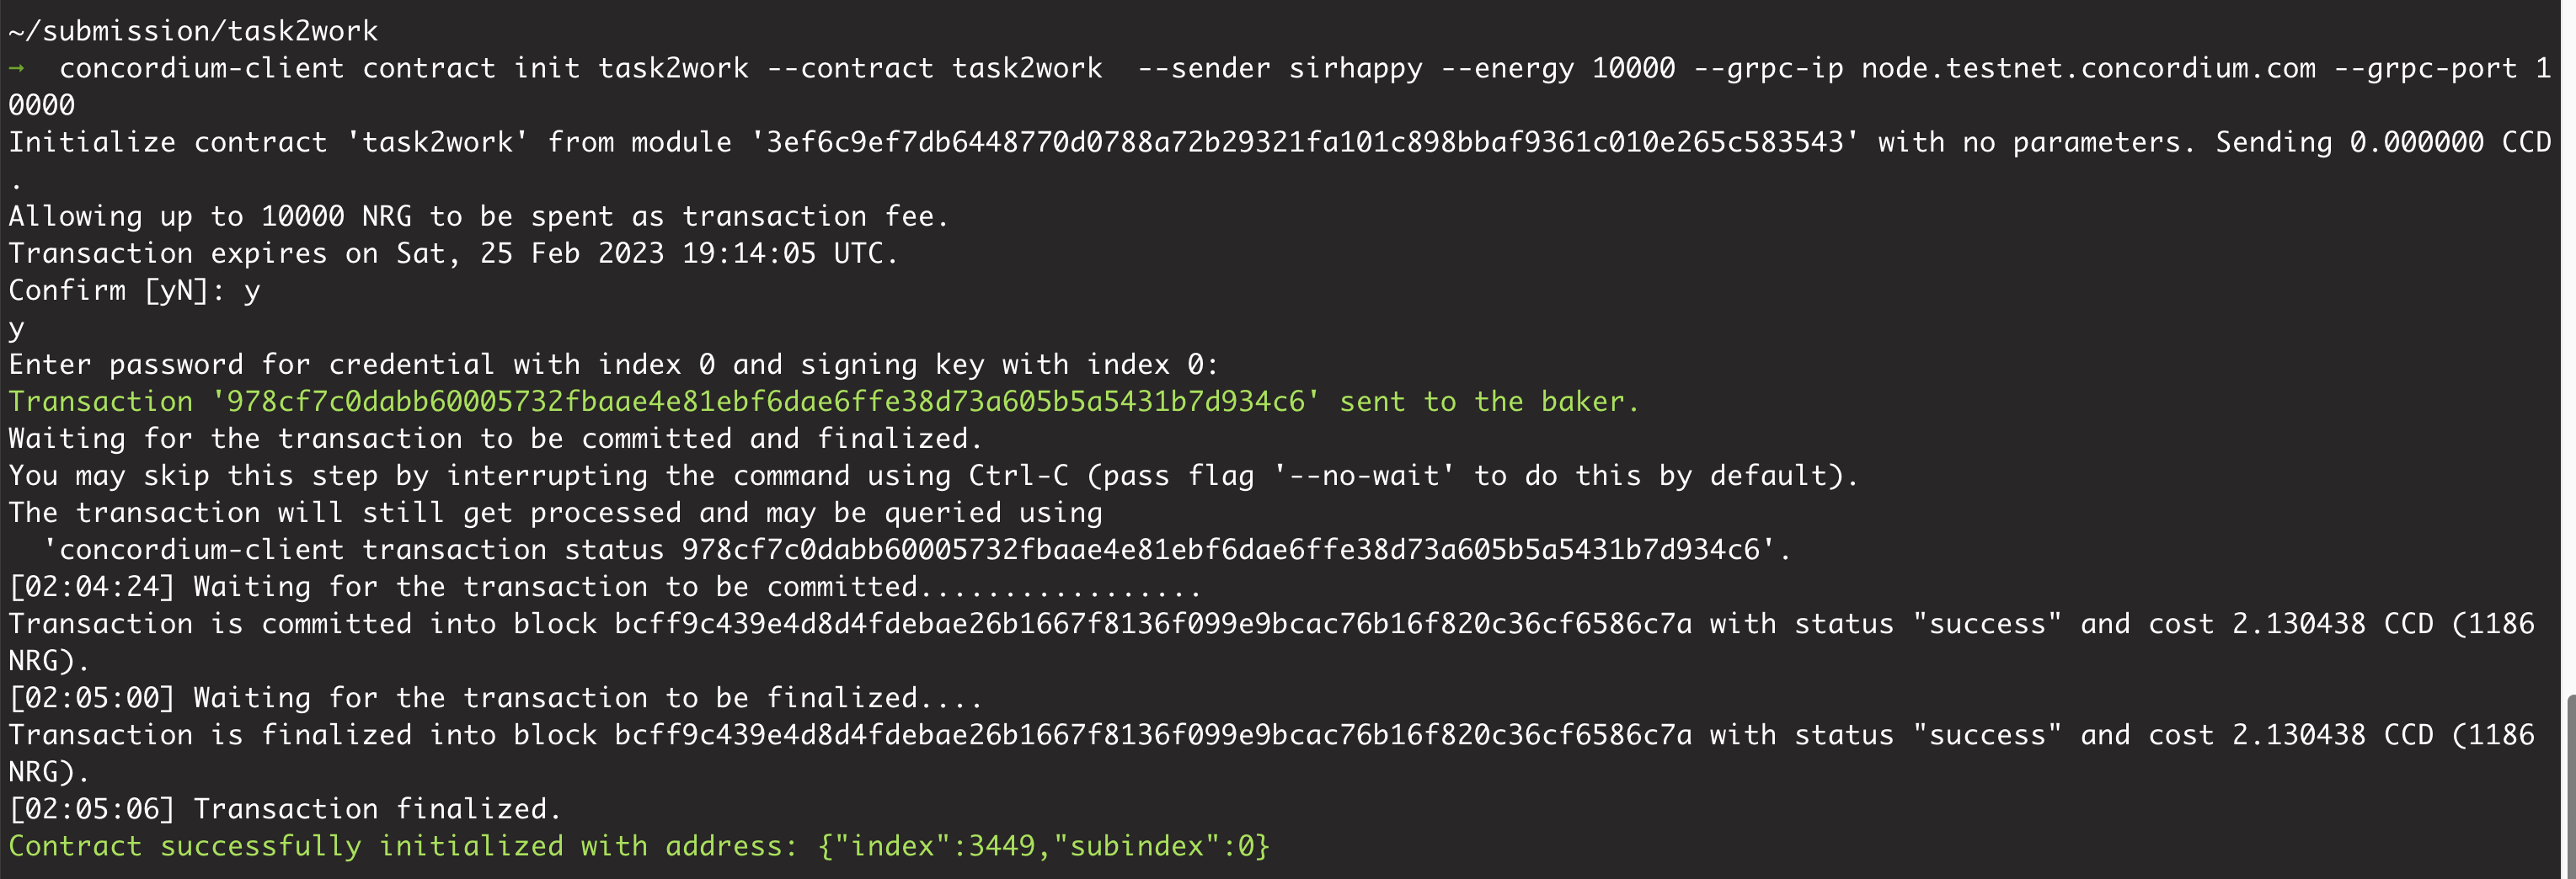 ~/submission/task2work
→  concordium-client contract init task2work --contract task2work  --sender sirhappy --energy 10000 --grpc-ip node.testnet.concordium.com --grpc-port 1
0000
Initialize contract 'task2work' from module '3ef6c9ef7db6448770d0788a72b29321fa101c898bbaf9361c010e265c583543' with no parameters. Sending 0.000000 CCD
.
Allowing up to 10000 NRG to be spent as transaction fee.
Transaction expires on Sat, 25 Feb 2023 19:14:05 UTC.
Confirm [yN]: y
y
Enter password for credential with index 0 and signing key with index 0:
Transaction '978cf7c0dabb60005732fbaae4e81ebf6dae6ffe38d73a605b5a5431b7d934c6' sent to the baker.
Waiting for the transaction to be committed and finalized.
You may skip this step by interrupting the command using Ctrl-C (pass flag '--no-wait' to do this by default).
The transaction will still get processed and may be queried using
  'concordium-client transaction status 978cf7c0dabb60005732fbaae4e81ebf6dae6ffe38d73a605b5a5431b7d934c6'.
[02:04:24] Waiting for the transaction to be committed.................
Transaction is committed into block bcff9c439e4d8d4fdebae26b1667f8136f099e9bcac76b16f820c36cf6586c7a with status "success" and cost 2.130438 CCD (1186
NRG).
[02:05:00] Waiting for the transaction to be finalized....
Transaction is finalized into block bcff9c439e4d8d4fdebae26b1667f8136f099e9bcac76b16f820c36cf6586c7a with status "success" and cost 2.130438 CCD (1186
NRG).
[02:05:06] Transaction finalized.
Contract successfully initialized with address: {"index":3449,"subindex":0}